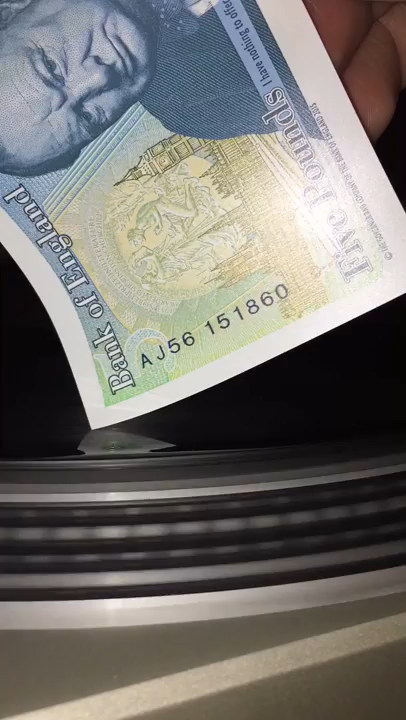 I have nothing to offer
Five Pounds
Bank of England
AJ56 151860